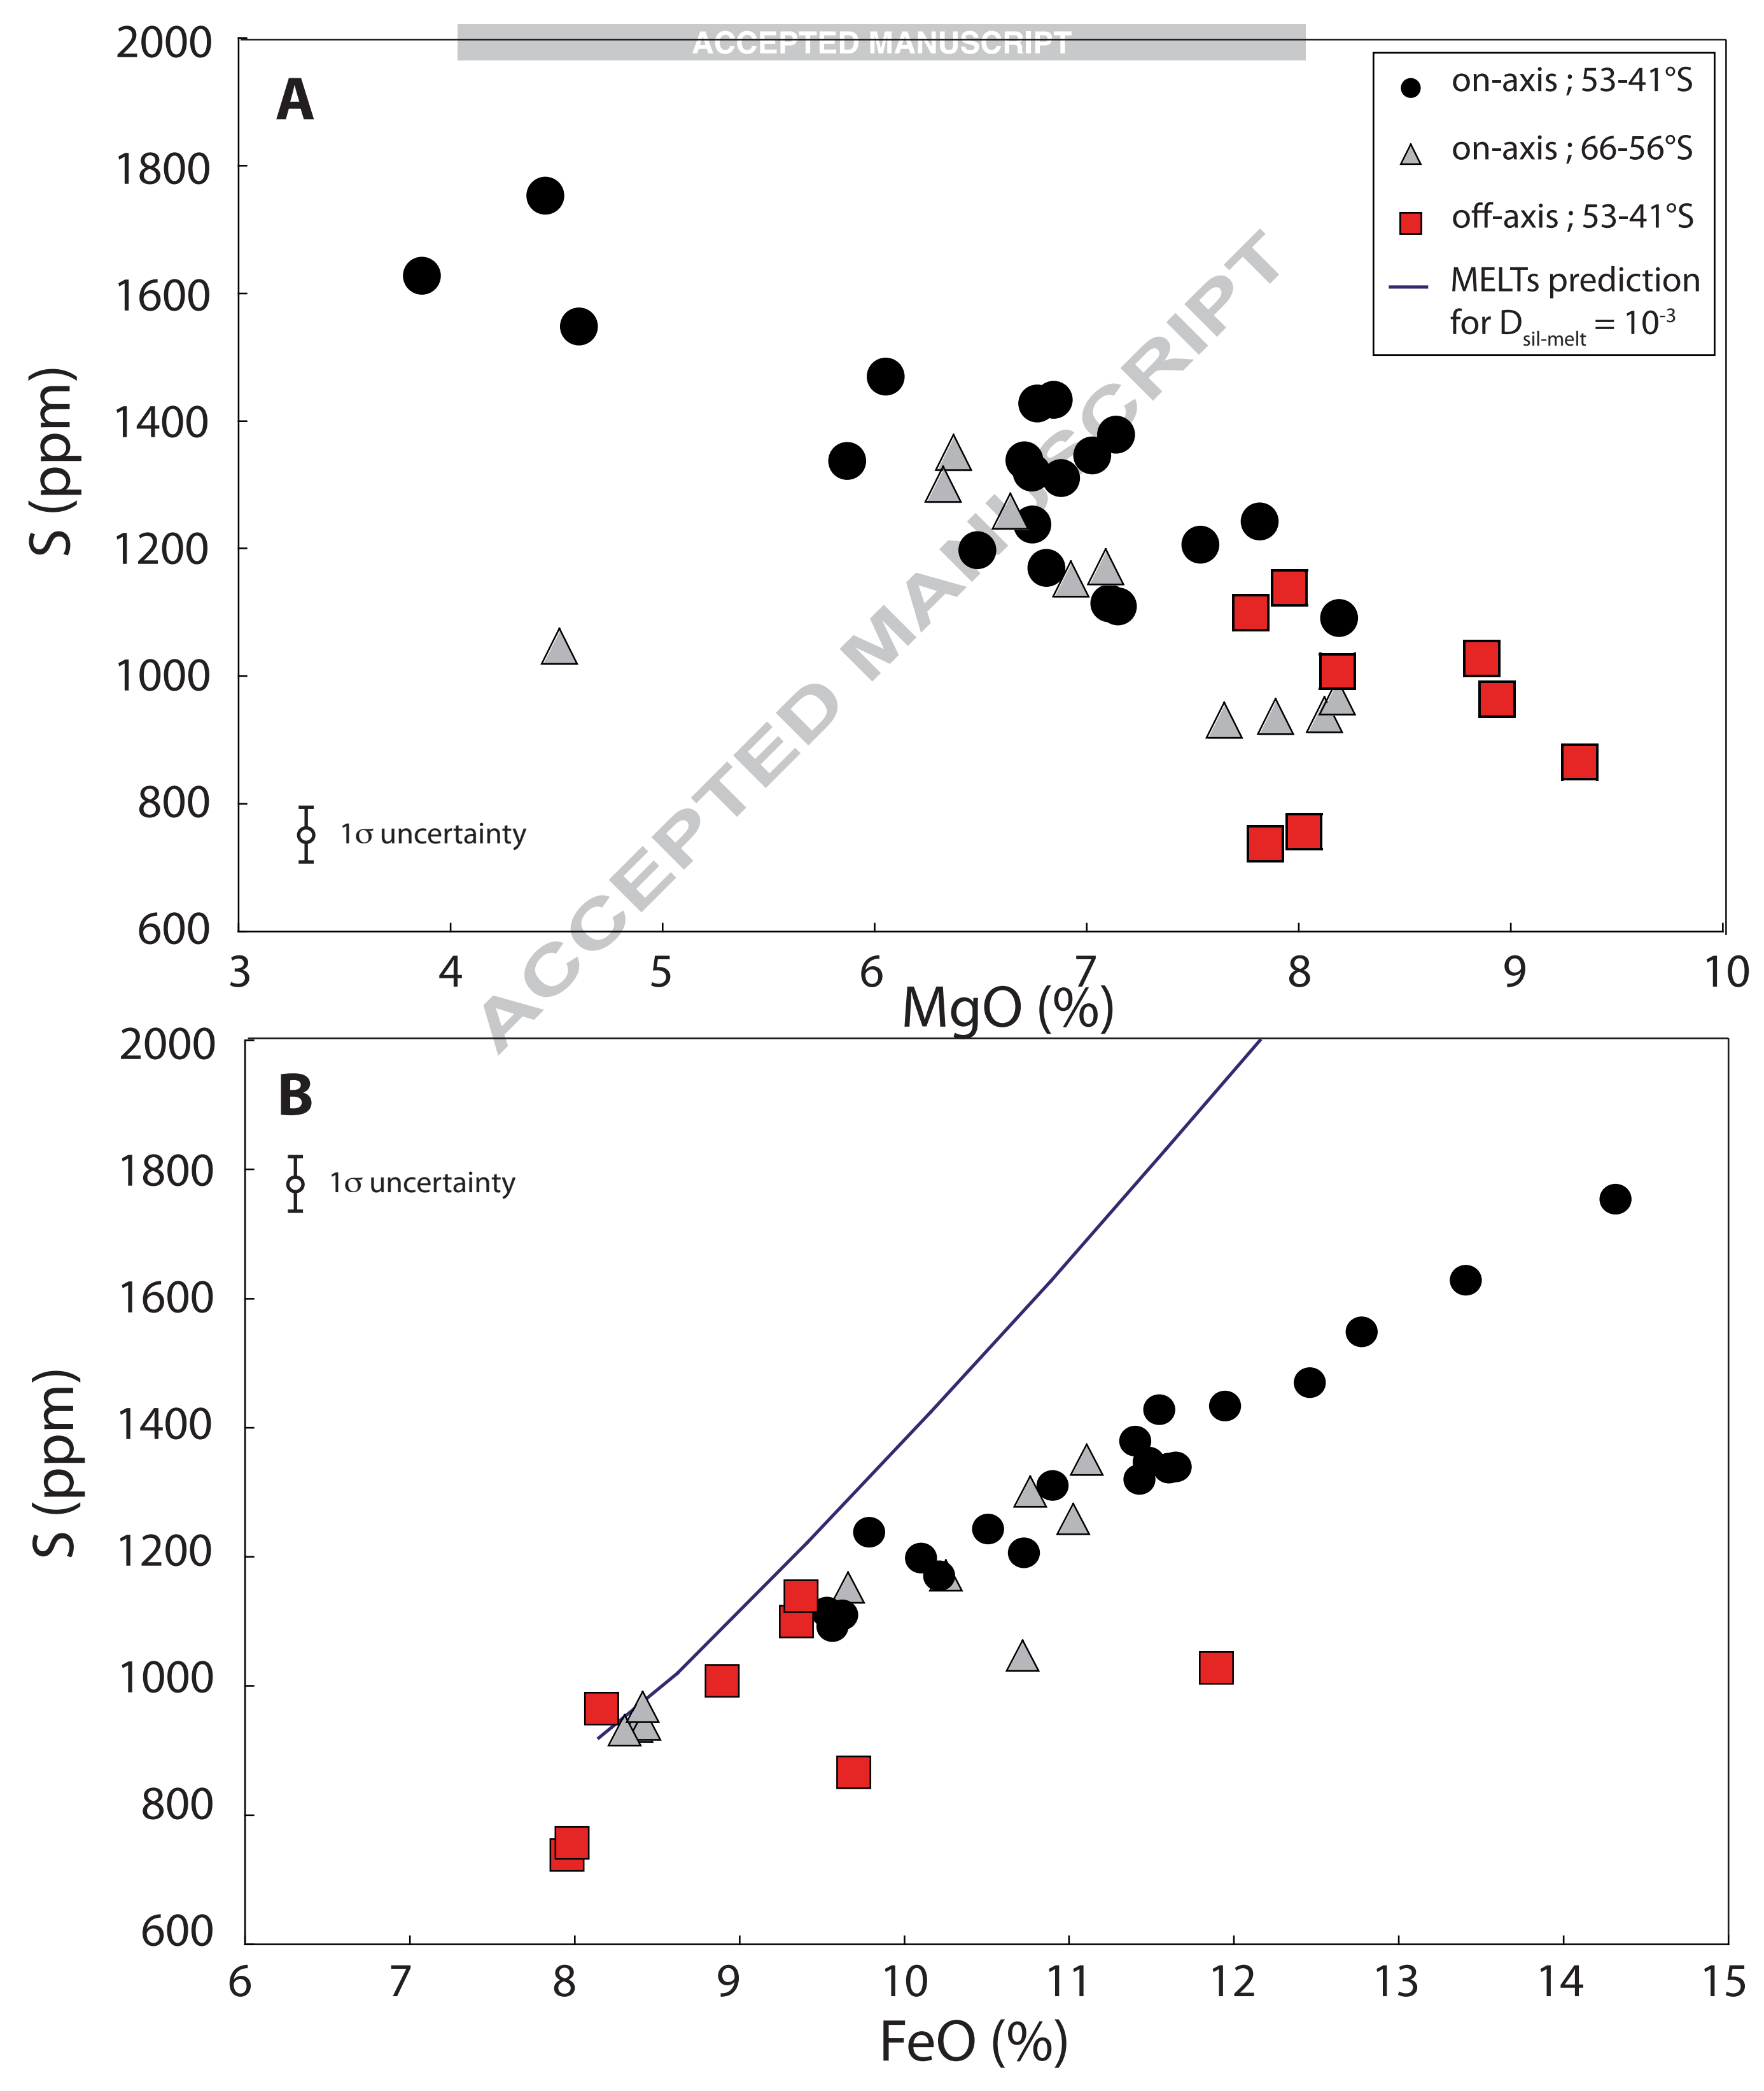 ACCEPTED MANUSCRIPT
2000
A
on-axis ; 53-41°S
on-axis ; 66-56°S
off-axis ; 53-41°S
MELTs prediction
for Dsil-melt = 10-3
1800
1600
1400
1200
1000
800
600
S (ppm)
1σ uncertainty
ACCEPTED MANUSCRIPT
3 4 5 6 7 8 9 10
MgO (%)
2000
B
1σ uncertainty
1800
1600
1400
1200
1000
800
600
S (ppm)
6 7 8 9 10 11 12 13 14 15
FeO (%)